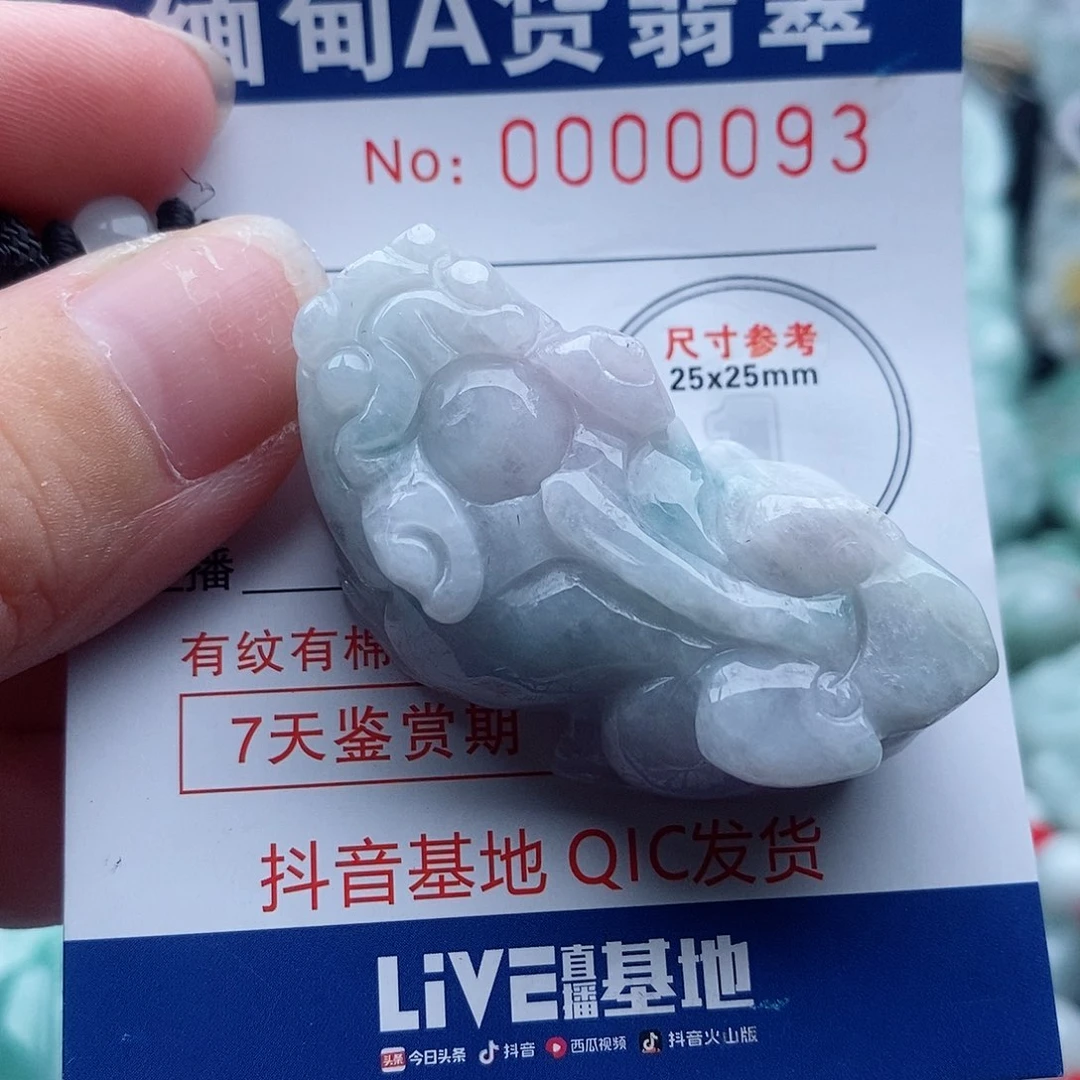 缅甸A货翡翠
No: 0000093
尺寸参考
25x25mm
播
有纹有棉
7天鉴赏期
抖音基地 QIC发货
LiVE直播基地
头条 今日头条 抖音 西瓜视频 抖音火山版